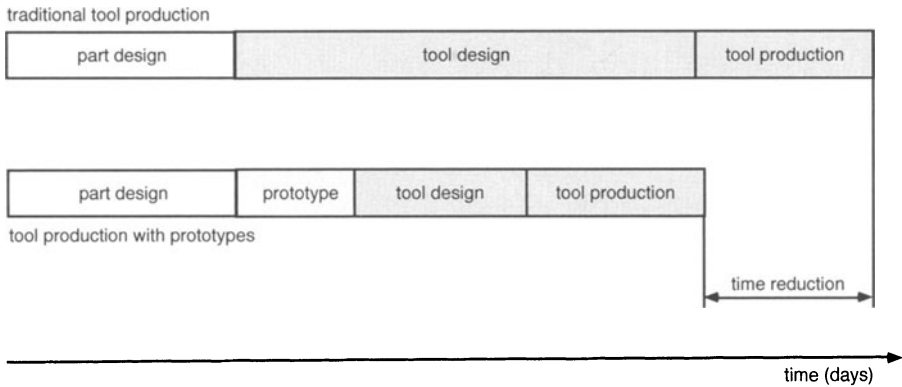 traditional tool production
part design
tool design
tool production
part design
prototype
tool design
tool production
tool production with prototypes
time reduction
time (days)